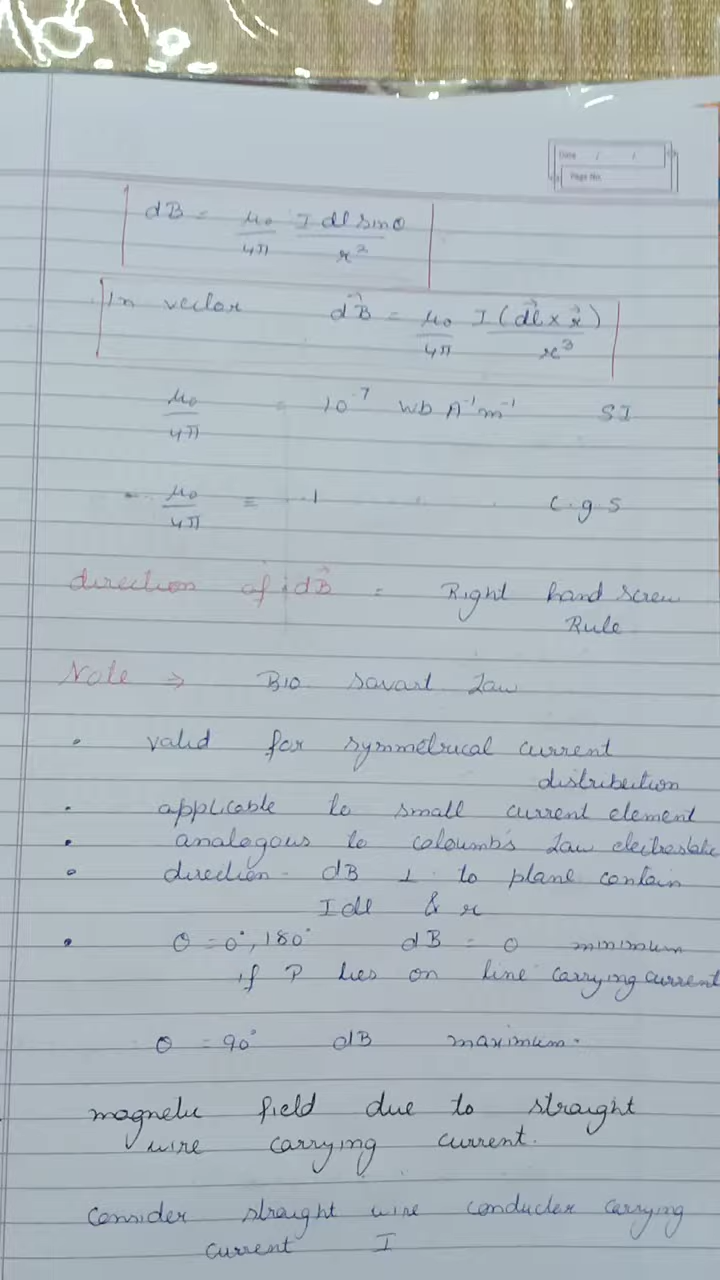 Date / /
Page No.
dB = μ₀/4π I dl sinθ/r²
In vector dB⃗ = μ₀/4π I(dl⃗ × r⃗)/r³
μ₀/4π = 10⁻⁷ Wb A⁻¹m⁻¹ SI
μ₀/4π = 1 C.g.s
direction of dB⃗ = Right hand screw
Rule
Note ⇒ Bio savart Law
• valid for symmetrical current
distribution
• applicable to small current element
• analogous to coloumb's Law electrostatic
• direction dB ⊥ to plane contain
Idl & r
• θ = 0°, 180° dB = 0 minimum
if P lies on line carrying current
θ = 90° dB maximum.
magnetic field due to straight
wire carrying current.
Consider straight wire conducter carrying
current I